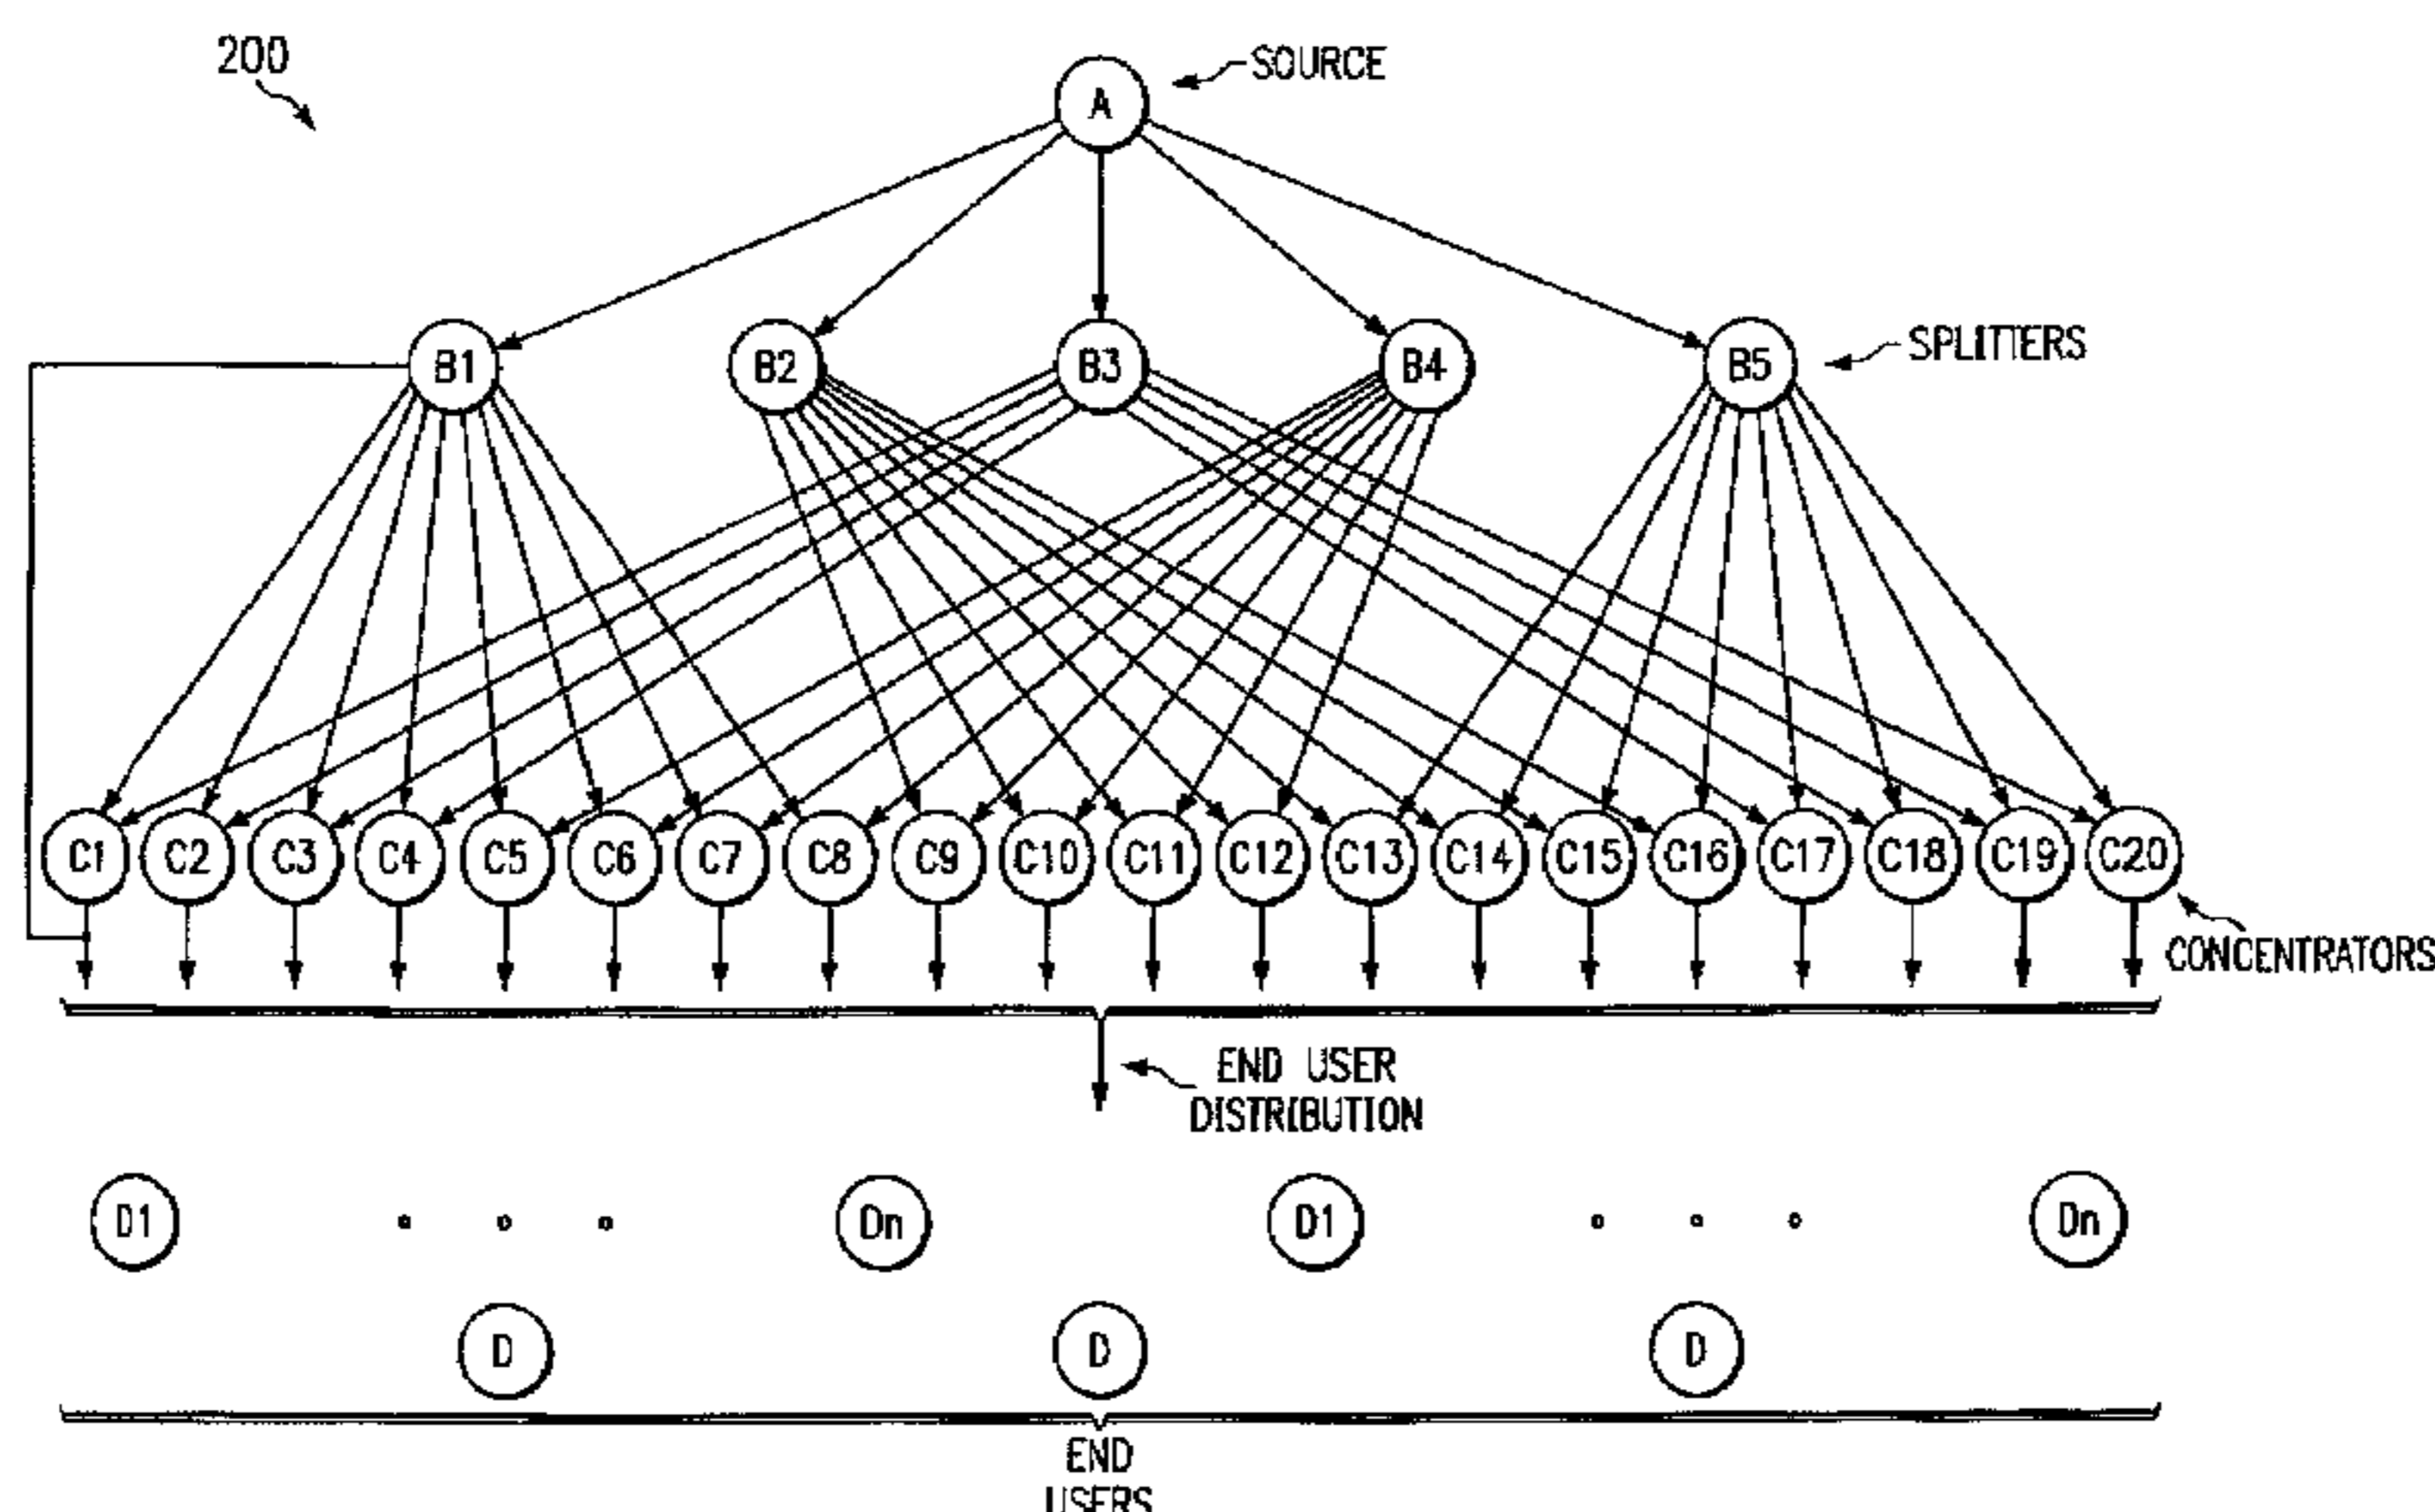 200
SOURCE
A
B1 B2 B3 B4 B5
SPLITTERS
C1 C2 C3 C4 C5 C6 C7 C8 C9 C10 C11 C12 C13 C14 C15 C16 C17 C18 C19 C20
CONCENTRATORS
END USER
DISTRIBUTION
D1 Dn D1 Dn
D D D
END
USERS